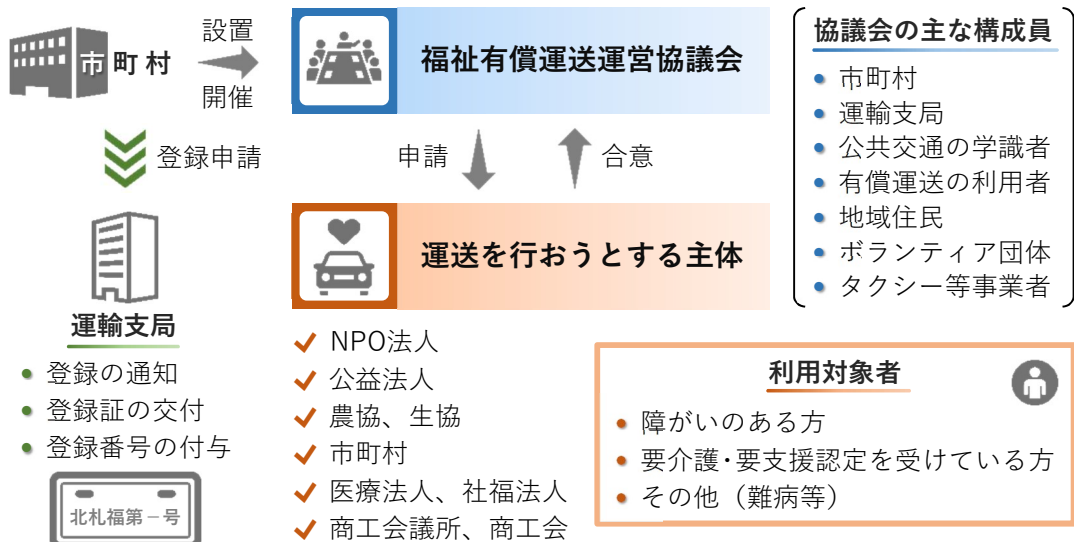 市町村
設置
開催
福祉有償運送運営協議会
協議会の主な構成員
市町村
運輸支局
公共交通の学識者
有償運送の利用者
地域住民
ボランティア団体
タクシー等事業者
登録申請
申請
合意
運送を行おうとする主体
運輸支局
登録の通知
登録証の交付
登録番号の付与
北札福第－号
NPO法人
公益法人
農協、生協
市町村
医療法人、社福法人
商工会議所、商工会
利用対象者
障がいのある方
要介護・要支援認定を受けている方
その他（難病等）